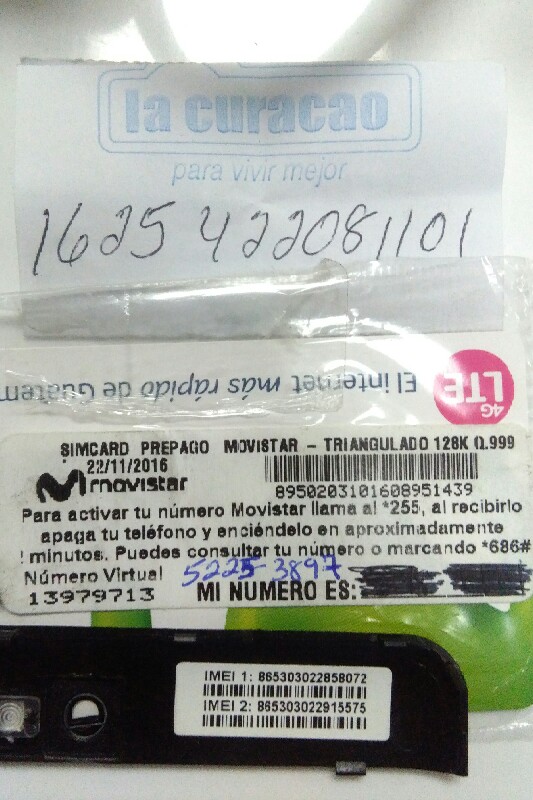 la curacao
para vivir mejor
1625 422081101
El internet más rápido de Guatem
4G
LTE
SIMCARD PREPAGO MOVISTAR - TRIANGULADO 128K Q.999
22/11/2016
movistar
8950203101608951439
Para activar tu número Movistar llama al *255, al recibirlo
apaga tu teléfono y enciéndelo en aproximadamente
minutos. Puedes consultar tu número o marcando *686#
Número Virtual
5225 3897
13979713 MI NUMERO ES:
IMEI 1: 865303022858072
IMEI 2: 865303022915575